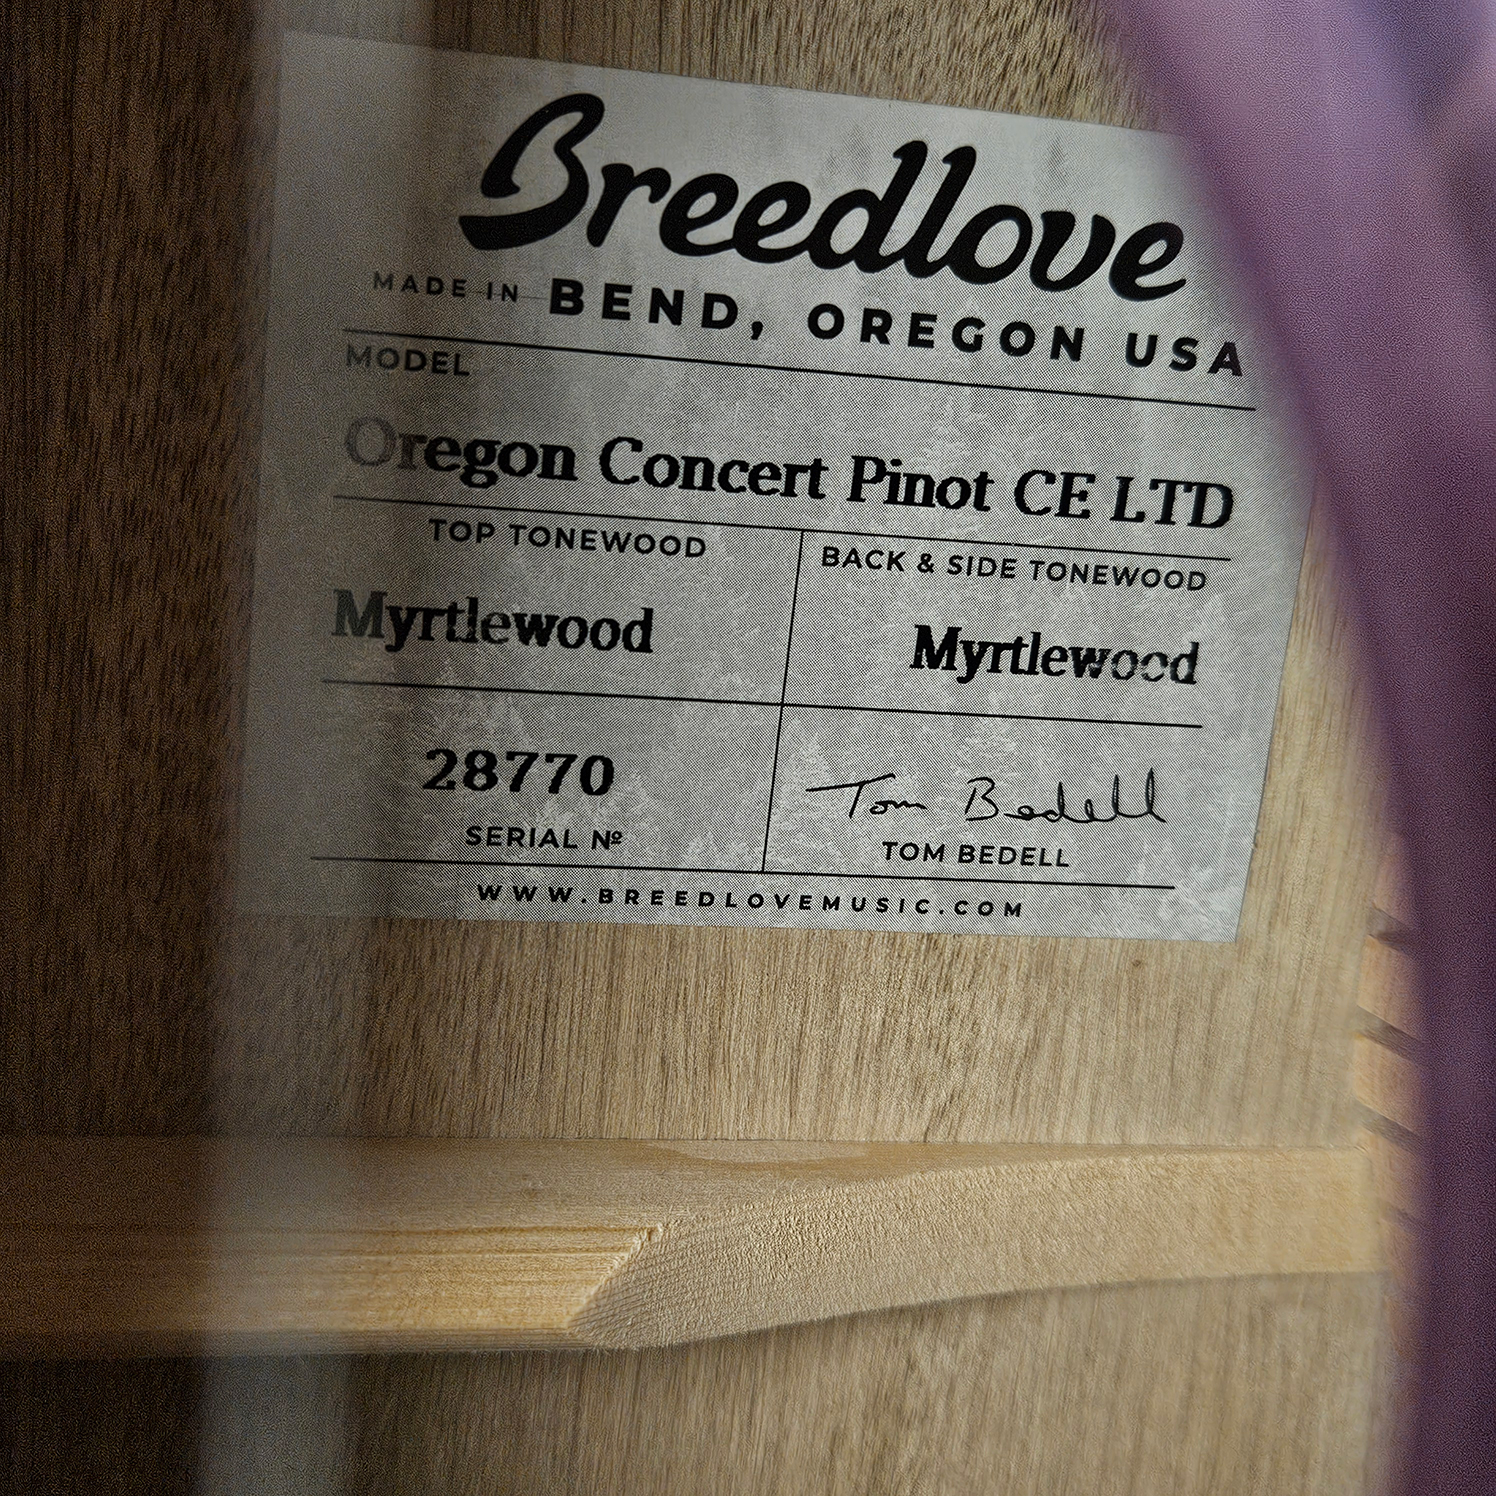 Breedlove
MADE IN BEND, OREGON USA
MODEL
Oregon Concert Pinot CE LTD
TOP TONEWOOD
Myrtlewood
BACK & SIDE TONEWOOD
Myrtlewood
28770
SERIAL Nº
Tom Bedell
TOM BEDELL
WWW.BREEDLOVEMUSIC.COM